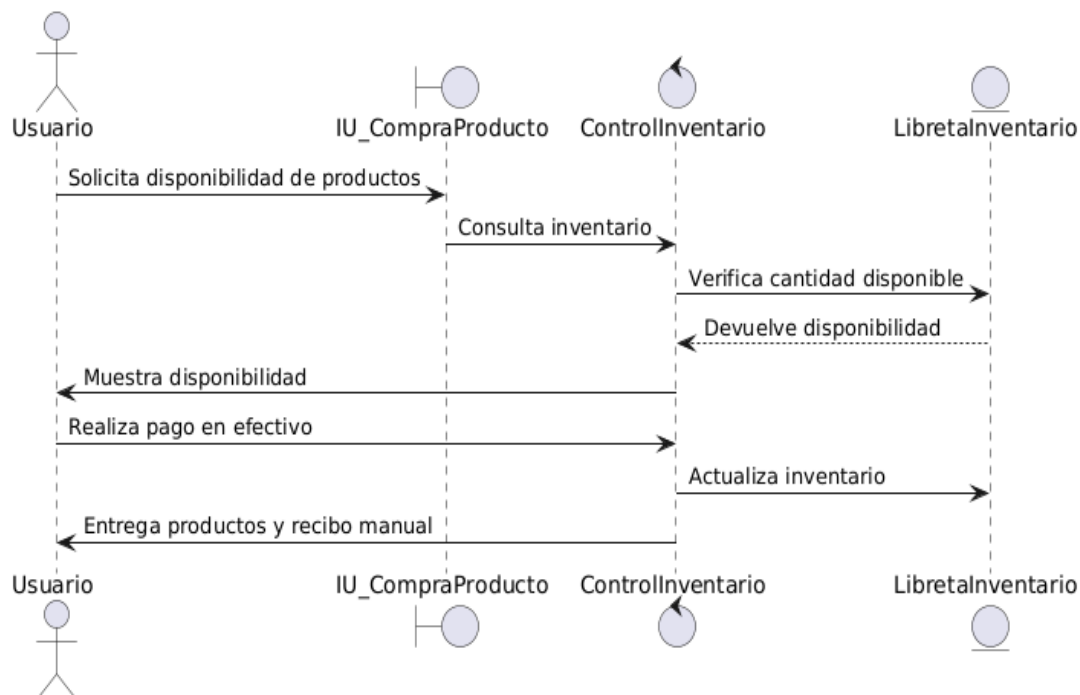 Usuario
IU_CompraProducto
ControlInventario
LibretaInventario
Solicita disponibilidad de productos
Consulta inventario
Verifica cantidad disponible
Devuelve disponibilidad
Muestra disponibilidad
Realiza pago en efectivo
Actualiza inventario
Entrega productos y recibo manual
Usuario
IU_CompraProducto
ControlInventario
LibretaInventario